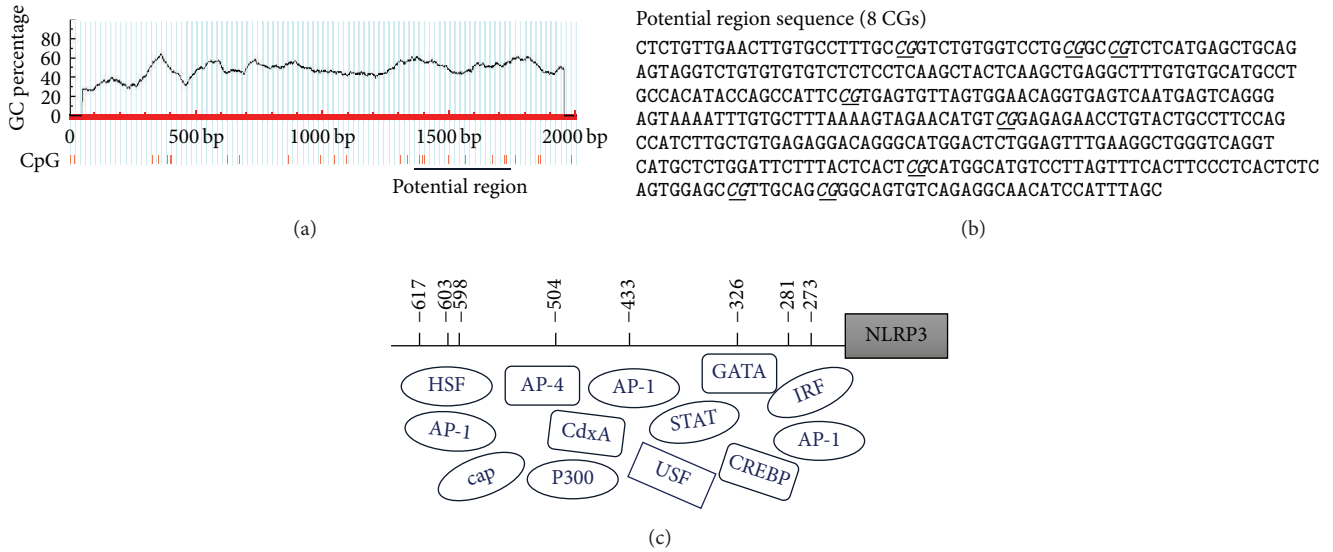 GC percentage
80
60
40
20
0
0 500 bp 1000 bp 1500 bp 2000 bp
CpG
Potential region
(a)
Potential region sequence (8 CGs)
CTCTGTTGAACTTGTGCCTTTGCCGGTCTGTGGTCCTGCGGCCGTCTCATGAGCTGCAG
AGTAGGTCTGTGTGTGTCTCTCCTCAAGCTACTCAAGCTGAGGCTTTGTGTGCATGCCT
GCCACATACCAGCCATTCCGTGAGTGTTAGTGGAACAGGTGAGTCAATGAGTCAGGG
AGTAAAATTTGTGCTTTAAAAGTAGAACATGTCGGAGAGAACCTGTACTGCCTTCCAG
CCATCTTGCTGTGAGAGGACAGGGCATGGACTCTGGAGTTTGAAGGCTGGGTCAGGT
CATGCTCTGGATTCTTTACTCACTCGCATGGCATGTCCTTAGTTTCACTTCCCTCACTCTC
AGTGGAGCCGTTGCAGCGGGCAGTGTCAGAGGCAACATCCATTTAGC
(b)
−617 −603 −598 −504 −433 −326 −281 −273
NLRP3
HSF AP-4 AP-1 GATA IRF
AP-1 CdxA STAT AP-1
cap P300 USF CREBP
(c)